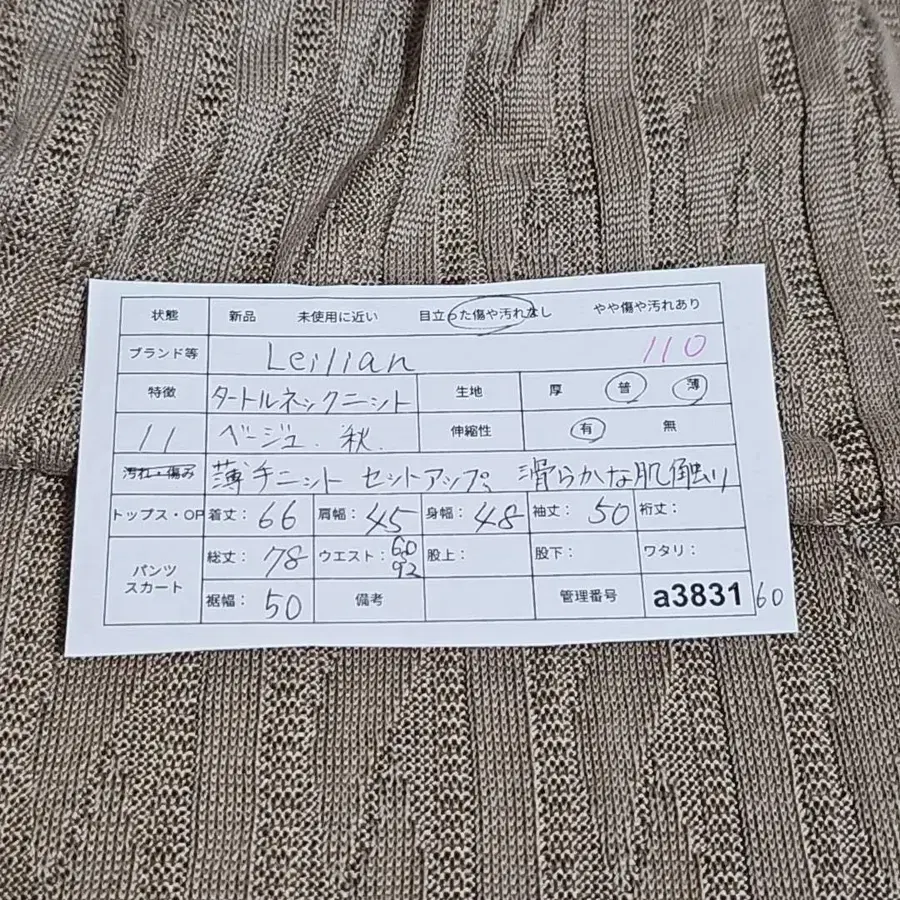 状態 新品 未使用に近い 目立った傷や汚れなし やや傷や汚れあり
ブランド等 Leilian 110
特徴 タートルネックニット 生地 厚 普 薄
11 ベージュ. 秋. 伸縮性 有 無
汚れ・傷み 薄手ニット セットアップ、滑らかな肌触り
トップス・OP 着丈: 66 肩幅: 45 身幅: 48 袖丈: 50 裄丈:
パンツ スカート 総丈: 78 ウエスト: 60 92 股上: 股下: ワタリ:
裾幅: 50 備考 管理番号 a3831 60